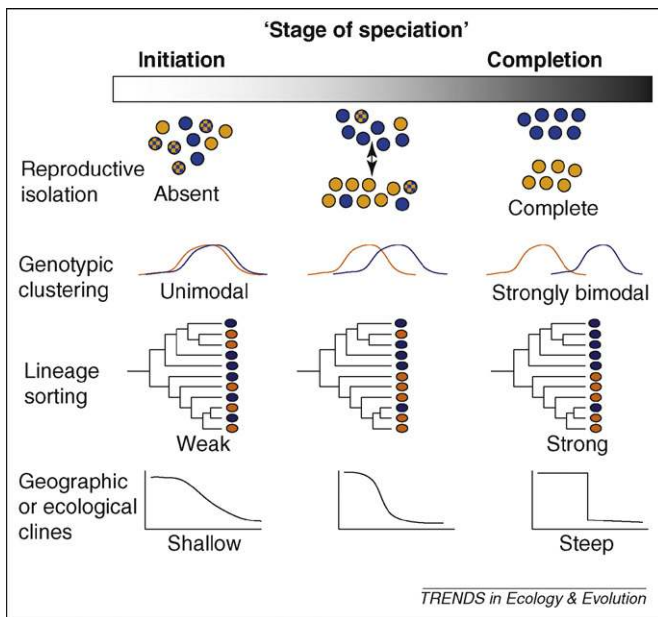 'Stage of speciation'
Initiation
Completion
Reproductive
isolation
Absent
Complete
Genotypic
clustering
Unimodal
Strongly bimodal
Lineage
sorting
Weak
Strong
Geographic
or ecological
clines
Shallow
Steep
TRENDS in Ecology & Evolution